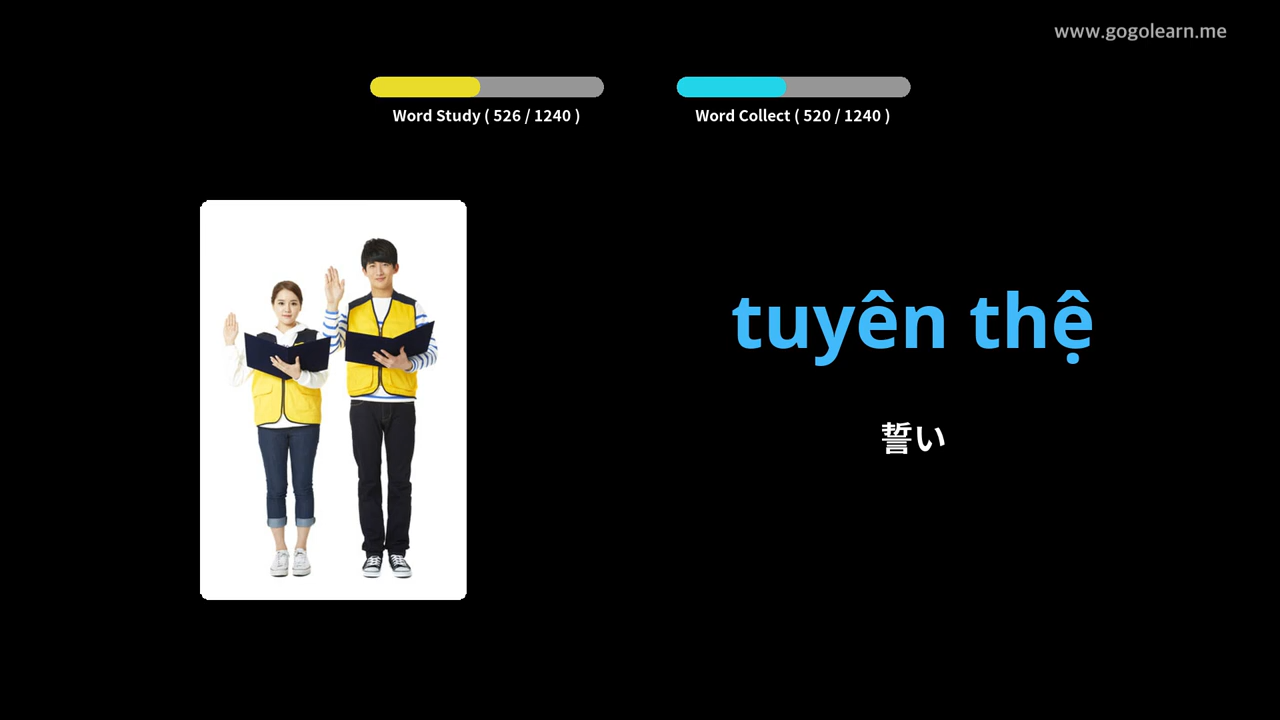 www.gogolearn.me
Word Study ( 526 / 1240 )
Word Collect ( 520 / 1240 )
tuyên thệ
誓い